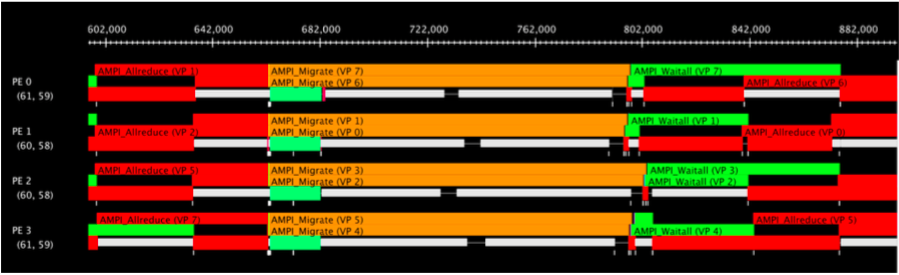 602,000 642,000 682,000 722,000 762,000 802,000 842,000 882,000
AMPI_Allreduce (VP 1) AMPI_Migrate (VP 7) AMPI_Waitall (VP 7)
PE 0 AMPI_Migrate (VP 6) AMPI_Allreduce (VP 6)
(61, 59)
AMPI_Migrate (VP 1) AMPI_Waitall (VP 1)
PE 1 AMPI_Allreduce (VP 2) AMPI_Migrate (VP 0) AMPI_Allreduce (VP 0)
(60, 58)
AMPI_Allreduce (VP 5) AMPI_Migrate (VP 3) AMPI_Waitall (VP 3)
PE 2 AMPI_Migrate (VP 2) AMPI_Waitall (VP 2)
(60, 58)
AMPI_Allreduce (VP 7) AMPI_Migrate (VP 5) AMPI_Allreduce (VP 5)
PE 3 AMPI_Migrate (VP 4) AMPI_Waitall (VP 4)
(61, 59)